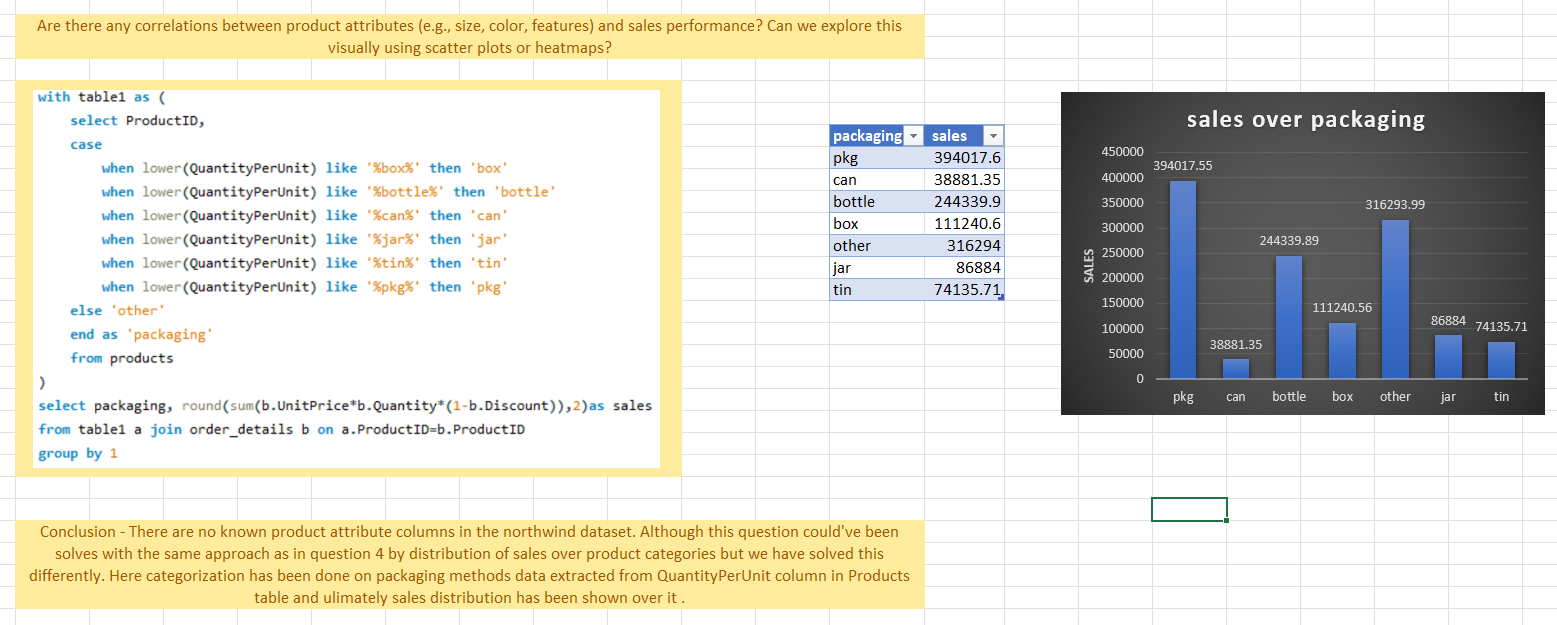 Are there any correlations between product attributes (e.g., size, color, features) and sales performance? Can we explore this
visually using scatter plots or heatmaps?
with table1 as (
select ProductID,
case
when lower(QuantityPerUnit) like '%box%' then 'box'
when lower(QuantityPerUnit) like '%bottle%' then 'bottle'
when lower(QuantityPerUnit) like '%can%' then 'can'
when lower(QuantityPerUnit) like '%jar%' then 'jar'
when lower(QuantityPerUnit) like '%tin%' then 'tin'
when lower(QuantityPerUnit) like '%pkg%' then 'pkg'
else 'other'
end as 'packaging'
from products
)
select packaging, round(sum(b.UnitPrice*b.Quantity*(1-b.Discount)),2)as sales
from table1 a join order_details b on a.ProductID=b.ProductID
group by 1
packaging sales
pkg 394017.6
can 38881.35
bottle 244339.9
box 111240.6
other 316294
jar 86884
tin 74135.71
sales over packaging
SALES
450000
400000
350000
300000
250000
200000
150000
100000
50000
0
394017.55
38881.35
244339.89
111240.56
316293.99
86884
74135.71
pkg can bottle box other jar tin
Conclusion - There are no known product attribute columns in the northwind dataset. Although this question could've been
solves with the same approach as in question 4 by distribution of sales over product categories but we have solved this
differently. Here categorization has been done on packaging methods data extracted from QuantityPerUnit column in Products
table and ulimately sales distribution has been shown over it .